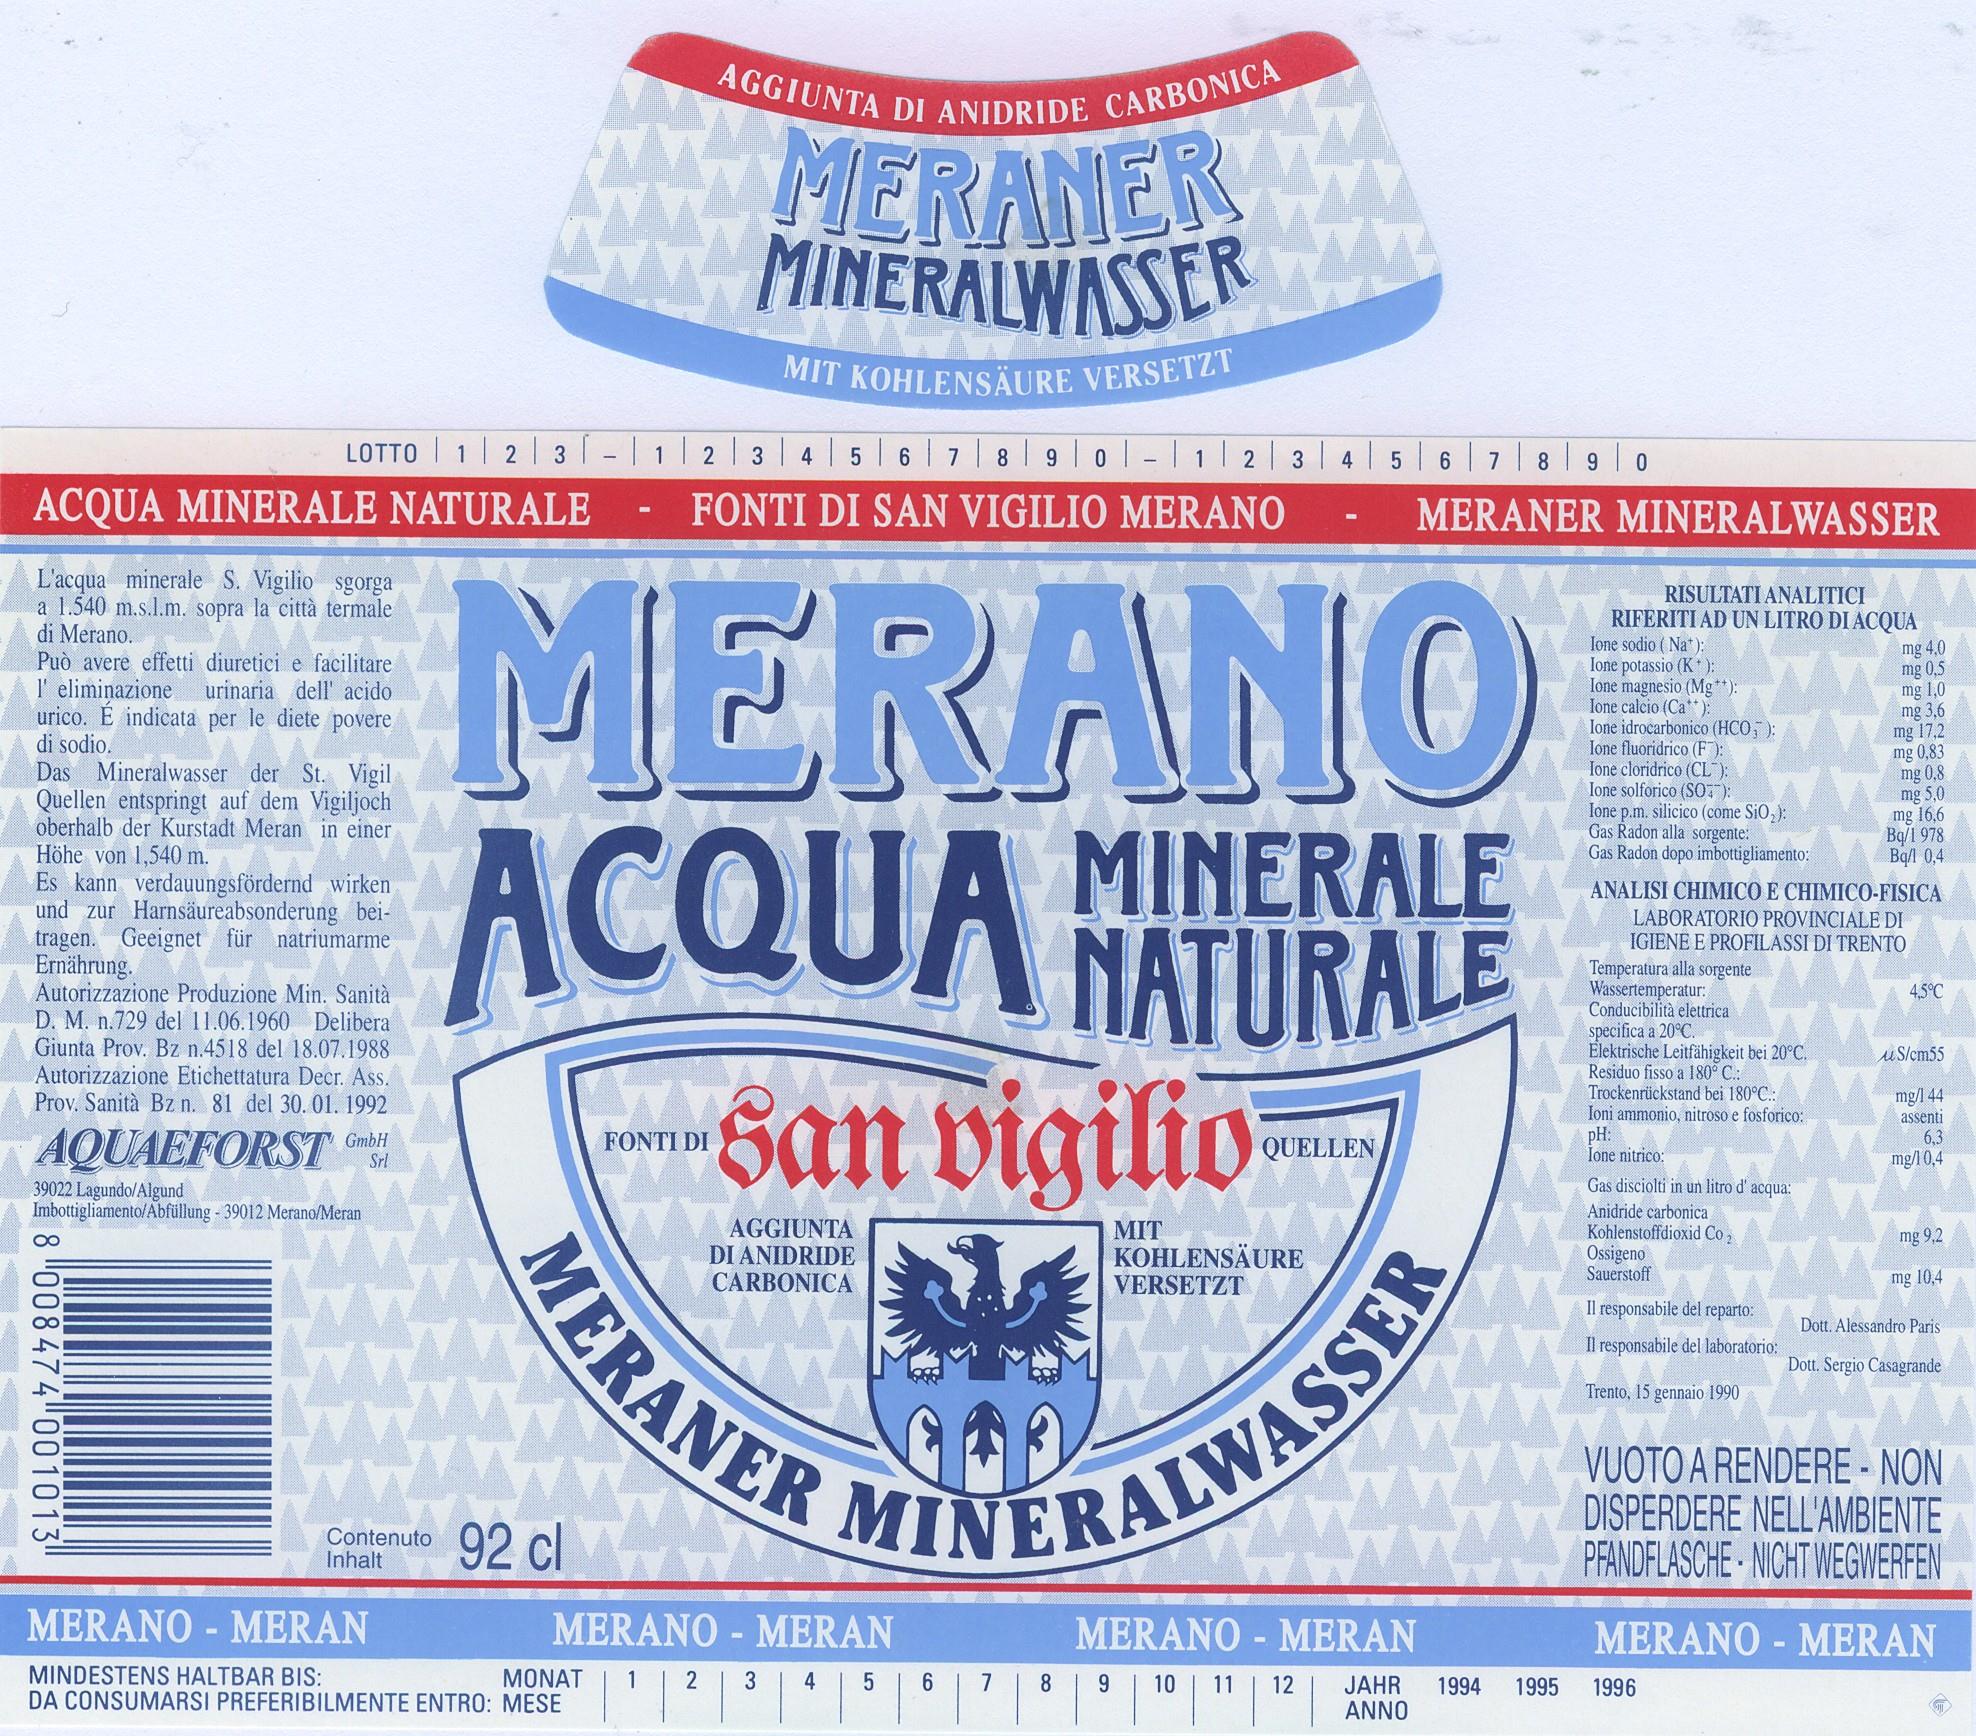 AGGIUNTA DI ANIDRIDE CARBONICA
MERANER
MINERALWASSER
MIT KOHLENSÄURE VERSETZT
LOTTO | 1 | 2 | 3 | – | 1 | 2 | 3 | 4 | 5 | 6 | 7 | 8 | 9 | 0 | – | 1 | 2 | 3 | 4 | 5 | 6 | 7 | 8 | 9 | 0
ACQUA MINERALE NATURALE - FONTI DI SAN VIGILIO MERANO - MERANER MINERALWASSER
L'acqua minerale S. Vigilio sgorga
a 1.540 m.s.l.m. sopra la città termale
di Merano.
Può avere effetti diuretici e facilitare
l' eliminazione urinaria dell' acido
urico. É indicata per le diete povere
di sodio.
Das Mineralwasser der St. Vigil
Quellen entspringt auf dem Vigiljoch
oberhalb der Kurstadt Meran in einer
Höhe von 1,540 m.
Es kann verdauungsfördernd wirken
und zur Harnsäureabsonderung bei-
tragen. Geeignet für natriumarme
Ernährung.
Autorizzazione Produzione Min. Sanità
D. M. n.729 del 11.06.1960 Delibera
Giunta Prov. Bz n.4518 del 18.07.1988
Autorizzazione Etichettatura Decr. Ass.
Prov. Sanità Bz n. 81 del 30. 01. 1992
AQUAEFORST GmbH
Srl
39022 Lagundo/Algund
Imbottigliamento/Abfüllung - 39012 Merano/Meran
8 008474 001013
Contenuto
Inhalt
92 cl
MERANO
ACQUA
MINERALE
NATURALE
FONTI DI san vigilio QUELLEN
AGGIUNTA
DI ANIDRIDE
CARBONICA
MIT
KOHLENSÄURE
VERSETZT
MERANER MINERALWASSER
RISULTATI ANALITICI
RIFERITI AD UN LITRO DI ACQUA
Ione sodio ( Na⁺): mg 4,0
Ione potassio (K⁺ ): mg 0,5
Ione magnesio (Mg⁺⁺): mg 1,0
Ione calcio (Ca⁺⁺ ): mg 3,6
Ione idrocarbonico (HCO₃⁻ ): mg 17,2
Ione fluoridrico (F⁻): mg 0,83
Ione cloridrico (CL⁻): mg 0,8
Ione solforico (SO₄⁻⁻): mg 5,0
Ione p.m. silicico (come SiO₂): mg 16,6
Gas Radon alla sorgente: Bq/l 978
Gas Radon dopo imbottigliamento: Bq/l 0,4
ANALISI CHIMICO E CHIMICO-FISICA
LABORATORIO PROVINCIALE DI
IGIENE E PROFILASSI DI TRENTO
Temperatura alla sorgente
Wassertemperatur: 4,5°C
Conducibilità elettrica
specifica a 20°C.
Elektrische Leitfähigkeit bei 20°C. µS/cm55
Residuo fisso a 180° C.:
Trockenrückstand bei 180°C.: mg/l 44
Ioni ammonio, nitroso e fosforico: assenti
pH: 6,3
Ione nitrico: mg/l 0,4
Gas disciolti in un litro d' acqua:
Anidride carbonica
Kohlenstoffdioxid Co₂ mg 9,2
Ossigeno
Sauerstoff mg 10,4
Il responsabile del reparto:
Dott. Alessandro Paris
Il responsabile del laboratorio:
Dott. Sergio Casagrande
Trento, 15 gennaio 1990
VUOTO A RENDERE - NON
DISPERDERE NELL'AMBIENTE
PFANDFLASCHE - NICHT WEGWERFEN
MERANO - MERAN MERANO - MERAN MERANO - MERAN MERANO - MERAN
MINDESTENS HALTBAR BIS: MONAT | 1 | 2 | 3 | 4 | 5 | 6 | 7 | 8 | 9 | 10 | 11 | 12 | JAHR 1994 1995 1996
DA CONSUMARSI PREFERIBILMENTE ENTRO: MESE ANNO